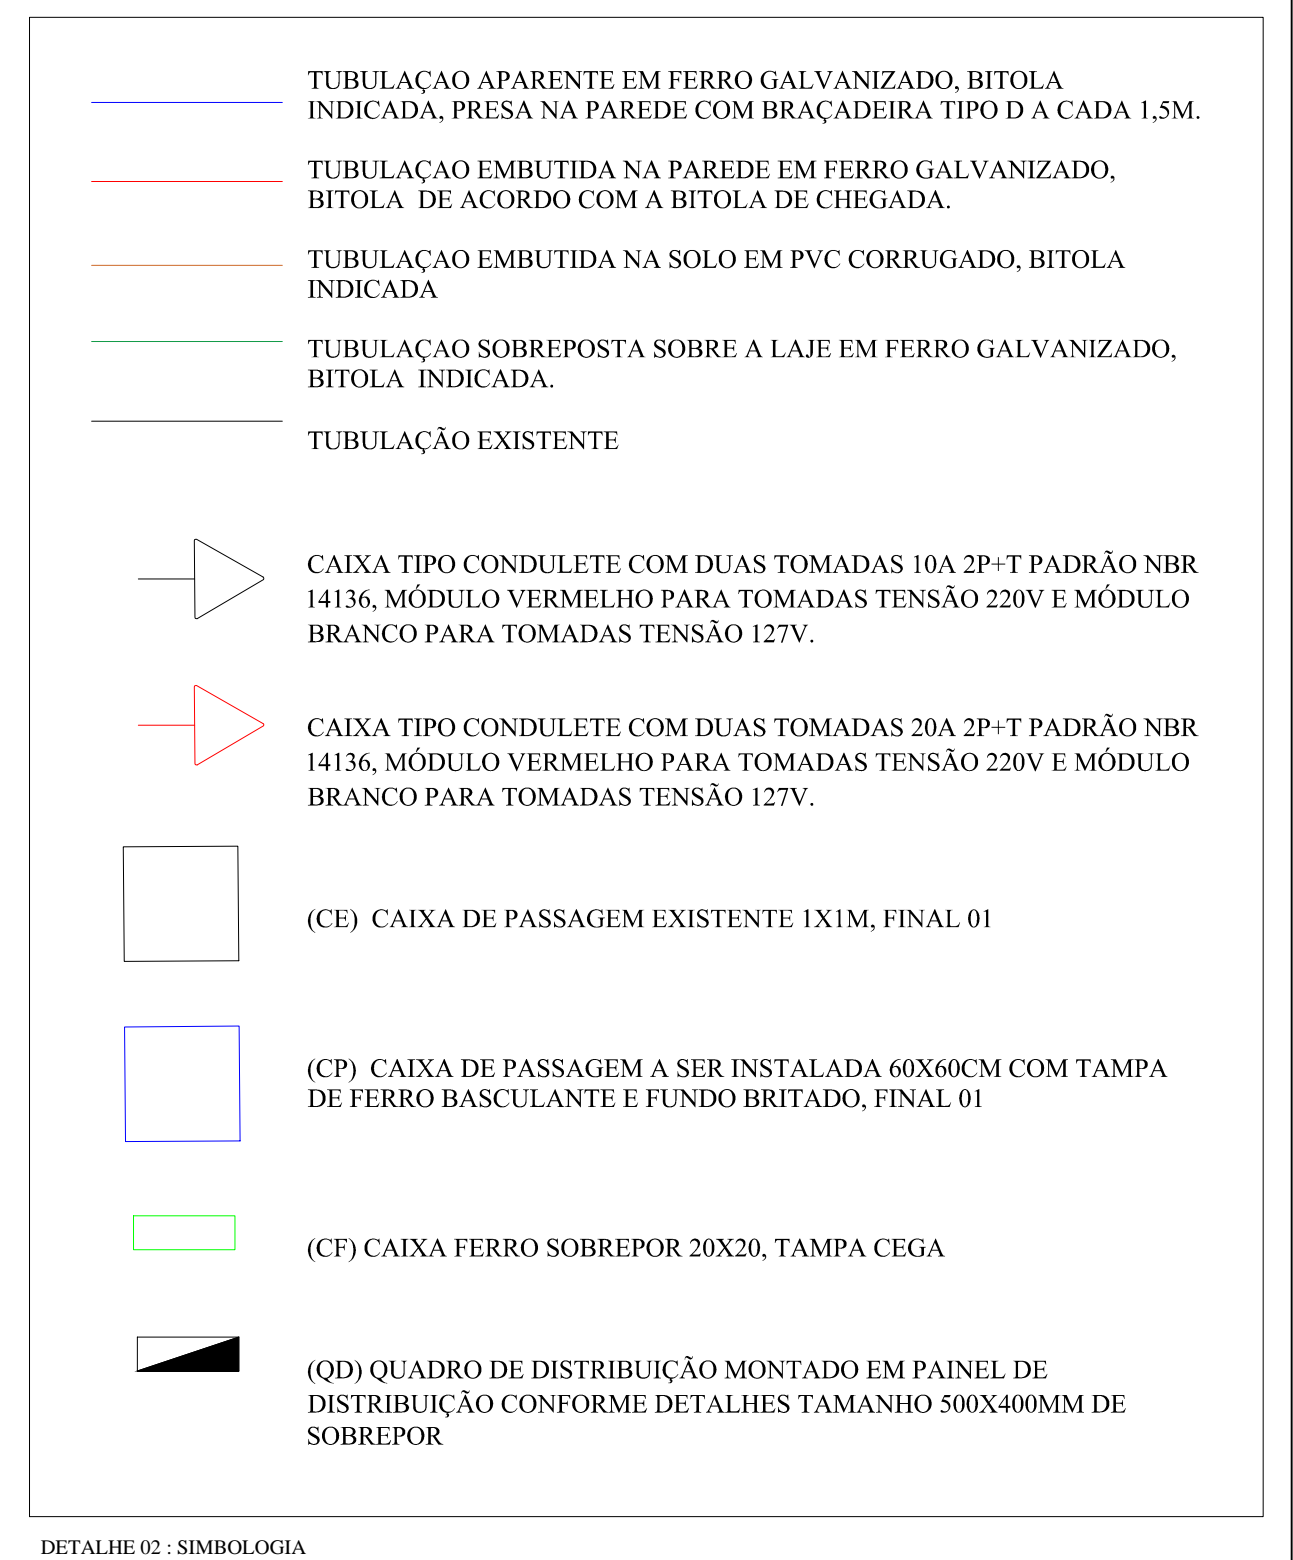 TUBULAÇAO APARENTE EM FERRO GALVANIZADO, BITOLA
INDICADA, PRESA NA PAREDE COM BRAÇADEIRA TIPO D A CADA 1,5M.
TUBULAÇAO EMBUTIDA NA PAREDE EM FERRO GALVANIZADO,
BITOLA  DE ACORDO COM A BITOLA DE CHEGADA.
TUBULAÇAO EMBUTIDA NA SOLO EM PVC CORRUGADO, BITOLA
INDICADA
TUBULAÇAO SOBREPOSTA SOBRE A LAJE EM FERRO GALVANIZADO,
BITOLA  INDICADA.
TUBULAÇÃO EXISTENTE
CAIXA TIPO CONDULETE COM DUAS TOMADAS 10A 2P+T PADRÃO NBR
14136, MÓDULO VERMELHO PARA TOMADAS TENSÃO 220V E MÓDULO
BRANCO PARA TOMADAS TENSÃO 127V.
CAIXA TIPO CONDULETE COM DUAS TOMADAS 20A 2P+T PADRÃO NBR
14136, MÓDULO VERMELHO PARA TOMADAS TENSÃO 220V E MÓDULO
BRANCO PARA TOMADAS TENSÃO 127V.
(CE)  CAIXA DE PASSAGEM EXISTENTE 1X1M, FINAL 01
(CP)  CAIXA DE PASSAGEM A SER INSTALADA 60X60CM COM TAMPA
DE FERRO BASCULANTE E FUNDO BRITADO, FINAL 01
(CF) CAIXA FERRO SOBREPOR 20X20, TAMPA CEGA
(QD) QUADRO DE DISTRIBUIÇÃO MONTADO EM PAINEL DE
DISTRIBUIÇÃO CONFORME DETALHES TAMANHO 500X400MM DE
SOBREPOR
DETALHE 02 : SIMBOLOGIA